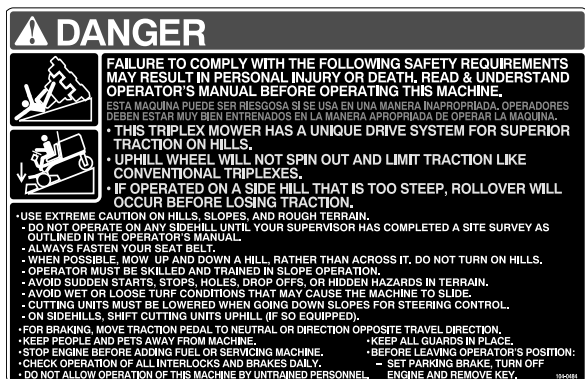 DANGER
FAILURE TO COMPLY WITH THE FOLLOWING SAFETY REQUIREMENTS
MAY RESULT IN PERSONAL INJURY OR DEATH. READ & UNDERSTAND
OPERATOR'S MANUAL BEFORE OPERATING THIS MACHINE.
ESTA MAQUINA PUEDE SER RIESGOSA SI SE USA EN UNA MANERA INAPROPRIADA. OPERADORES
DEBEN ESTAR MUY BIEN ENTRENADOS EN LA MANERA APROPRIADA DE OPERAR LA MAQUINA.
• THIS TRIPLEX MOWER HAS A UNIQUE DRIVE SYSTEM FOR SUPERIOR
TRACTION ON HILLS.
• UPHILL WHEEL WILL NOT SPIN OUT AND LIMIT TRACTION LIKE
CONVENTIONAL TRIPLEXES.
• IF OPERATED ON A SIDE HILL THAT IS TOO STEEP, ROLLOVER WILL
OCCUR BEFORE LOSING TRACTION.
•USE EXTREME CAUTION ON HILLS, SLOPES, AND ROUGH TERRAIN.
- DO NOT OPERATE ON ANY SIDEHILL UNTIL YOUR SUPERVISOR HAS COMPLETED A SITE SURVEY AS
OUTLINED IN THE OPERATOR'S MANUAL.
- ALWAYS FASTEN YOUR SEAT BELT.
- WHEN POSSIBLE, MOW UP AND DOWN A HILL, RATHER THAN ACROSS IT. DO NOT TURN ON HILLS.
- OPERATOR MUST BE SKILLED AND TRAINED IN SLOPE OPERATION.
- AVOID SUDDEN STARTS, STOPS, HOLES, DROP OFFS, OR HIDDEN HAZARDS IN TERRAIN.
- AVOID WET OR LOOSE TURF CONDITIONS THAT MAY CAUSE THE MACHINE TO SLIDE.
- CUTTING UNITS MUST BE LOWERED WHEN GOING DOWN SLOPES FOR STEERING CONTROL.
- ON SIDEHILLS, SHIFT CUTTING UNITS UPHILL (IF SO EQUIPPED).
•FOR BRAKING, MOVE TRACTION PEDAL TO NEUTRAL OR DIRECTION OPPOSITE TRAVEL DIRECTION.
•KEEP PEOPLE AND PETS AWAY FROM MACHINE.
•STOP ENGINE BEFORE ADDING FUEL OR SERVICING MACHINE.
•CHECK OPERATION OF ALL INTERLOCKS AND BRAKES DAILY.
• DO NOT ALLOW OPERATION OF THIS MACHINE BY UNTRAINED PERSONNEL.
•KEEP ALL GUARDS IN PLACE.
•BEFORE LEAVING OPERATOR'S POSITION:
– SET PARKING BRAKE, TURN OFF
ENGINE AND REMOVE KEY.
104-0484